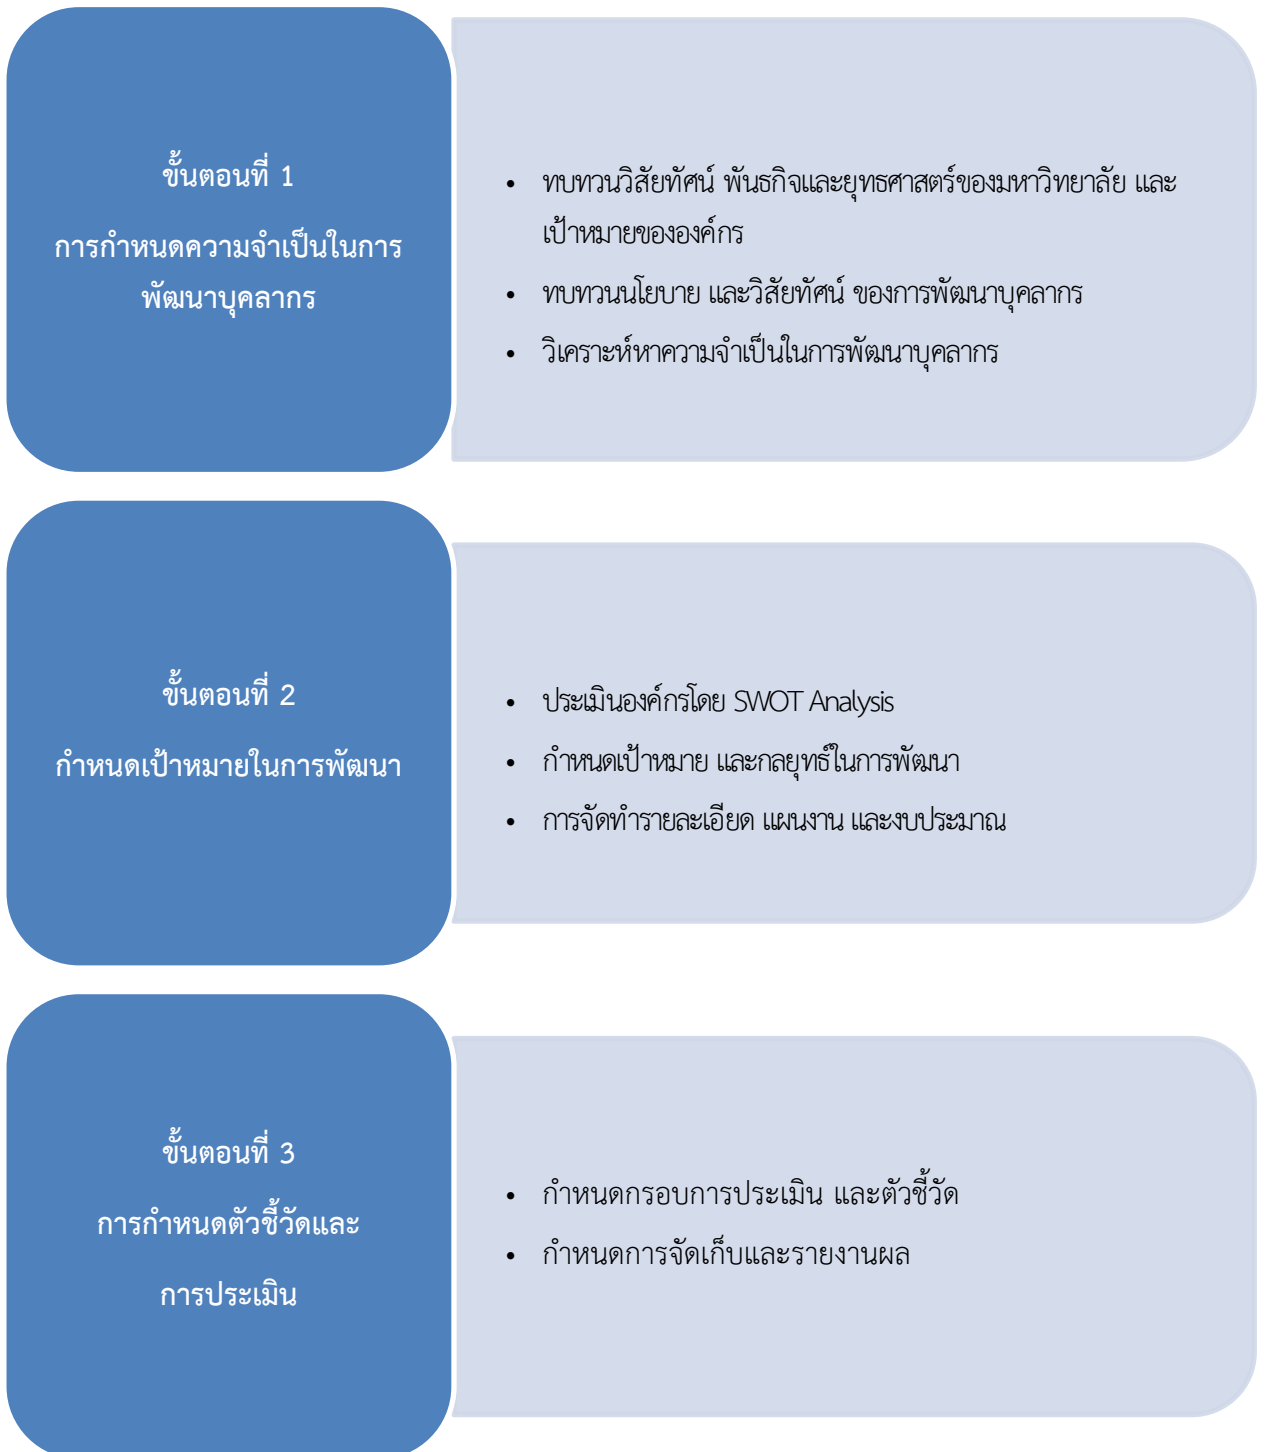 ขั้นตอนที่ 1
การกำหนดความจำเป็นในการ
พัฒนาบุคลากร
• ทบทวนวิสัยทัศน์ พันธกิจและยุทธศาสตร์ของมหาวิทยาลัย และ
เป้าหมายขององค์กร
• ทบทวนนโยบาย และวิสัยทัศน์ ของการพัฒนาบุคลากร
• วิเคราะห์หาความจำเป็นในการพัฒนาบุคลากร
ขั้นตอนที่ 2
กำหนดเป้าหมายในการพัฒนา
• ประเมินองค์กรโดย SWOT Analysis
• กำหนดเป้าหมาย และกลยุทธ์ในการพัฒนา
• การจัดทำรายละเอียด แผนงาน และงบประมาณ
ขั้นตอนที่ 3
การกำหนดตัวชี้วัดและ
การประเมิน
• กำหนดกรอบการประเมิน และตัวชี้วัด
• กำหนดการจัดเก็บและรายงานผล